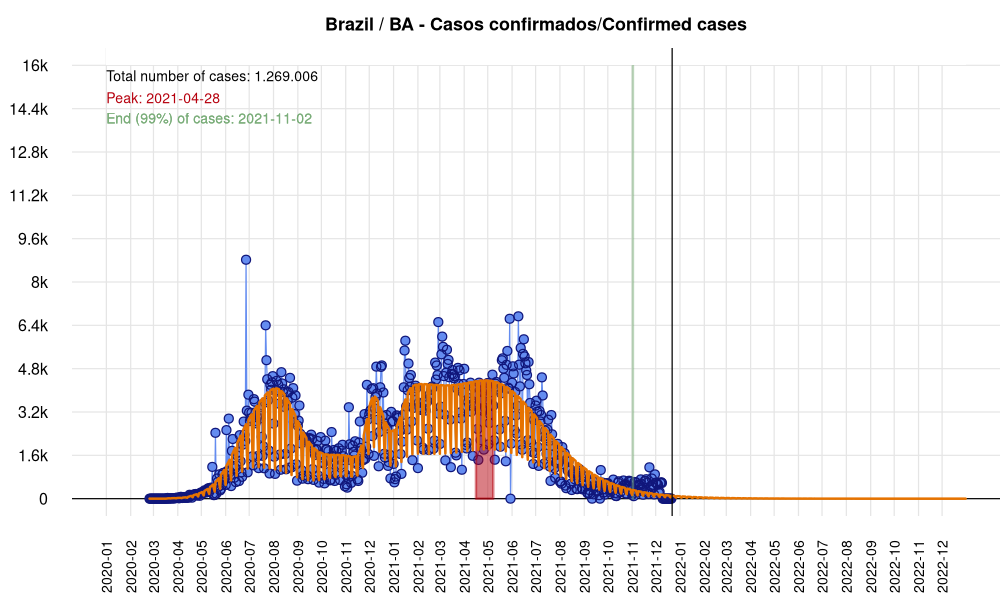 Brazil / BA - Casos confirmados/Confirmed cases
Total number of cases: 1.269.006
Peak: 2021-04-28
End (99%) of cases: 2021-11-02
16k
14.4k
12.8k
11.2k
9.6k
8k
6.4k
4.8k
3.2k
1.6k
0
2020-01
2020-02
2020-03
2020-04
2020-05
2020-06
2020-07
2020-08
2020-09
2020-10
2020-11
2020-12
2021-01
2021-02
2021-03
2021-04
2021-05
2021-06
2021-07
2021-08
2021-09
2021-10
2021-11
2021-12
2022-01
2022-02
2022-03
2022-04
2022-05
2022-06
2022-07
2022-08
2022-09
2022-10
2022-11
2022-12